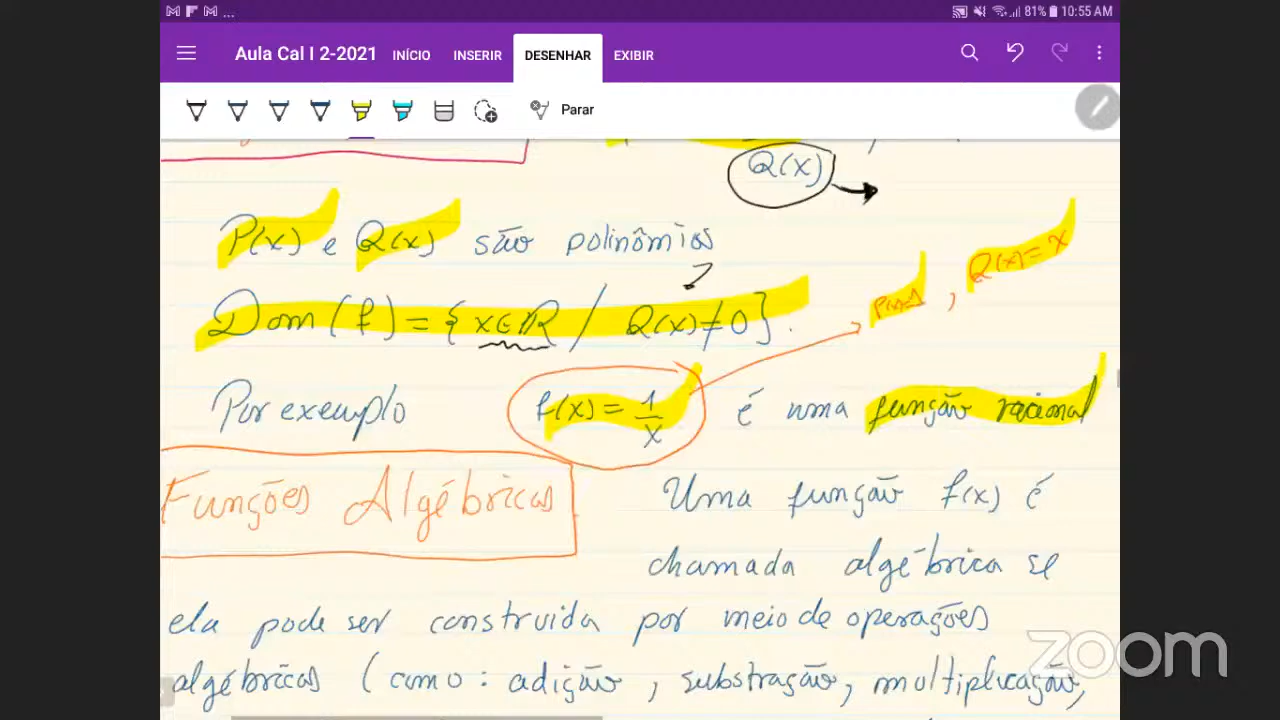 81% 10:55 AM
Aula Cal I 2-2021 INÍCIO INSERIR DESENHAR EXIBIR
Parar
Q(x)
P(x) e Q(x) são polinômios
Q(x) = x
P(x)=1 ,
Dom(f) = { x ∈ ℝ / Q(x) ≠ 0 } .
Por exemplo f(x) = 1/x é uma função racional
Funções Algébricas Uma função f(x) é
chamada algébrica se
ela pode ser construida por meio de operações
algébricas (como: adição, substração, multiplicação,
zoom